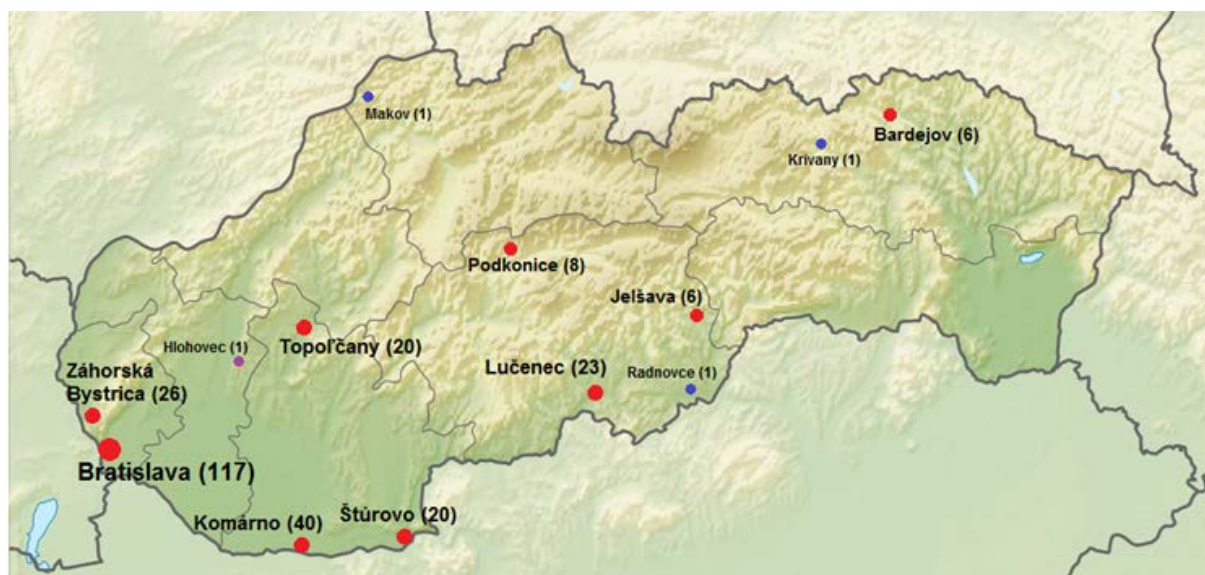 Makov (1)
Bardejov (6)
Krivany (1)
Podkonice (8)
Jelšava (6)
Hlohovec (1)
Topoľčany (20)
Záhorská
Bystrica (26)
Lučenec (23)
Radnovce (1)
Bratislava (117)
Komárno (40)
Štúrovo (20)